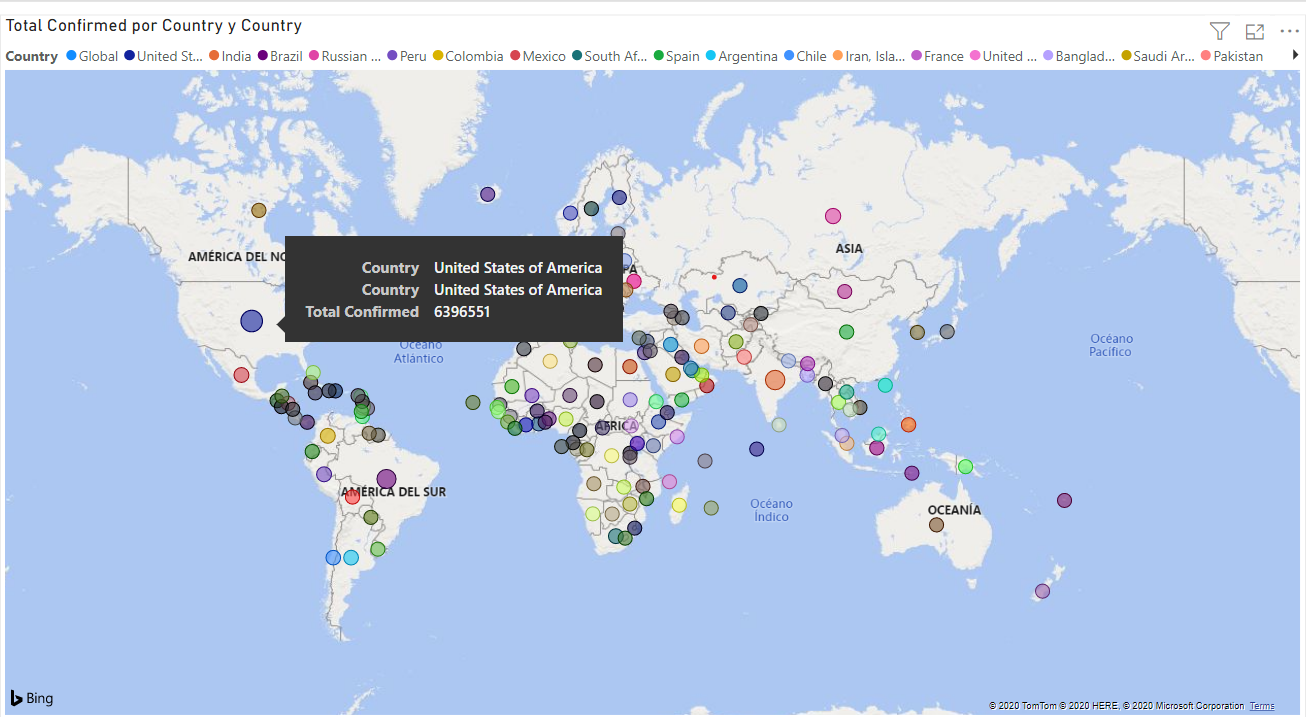 Total Confirmed por Country y Country
Country Global United St... India Brazil Russian ... Peru Colombia Mexico South Af... Spain Argentina Chile Iran, Isla... France United ... Banglad... Saudi Ar... Pakistan
ASIA
AMÉRICA DEL NO
Country United States of America
PA
Country United States of America
Total Confirmed 6396551
Océano
Atlántico
Océano
Pacífico
ÁFRICA
AMÉRICA DEL SUR
Océano
Índico
OCEANÍA
Bing
© 2020 TomTom © 2020 HERE, © 2020 Microsoft Corporation Terms